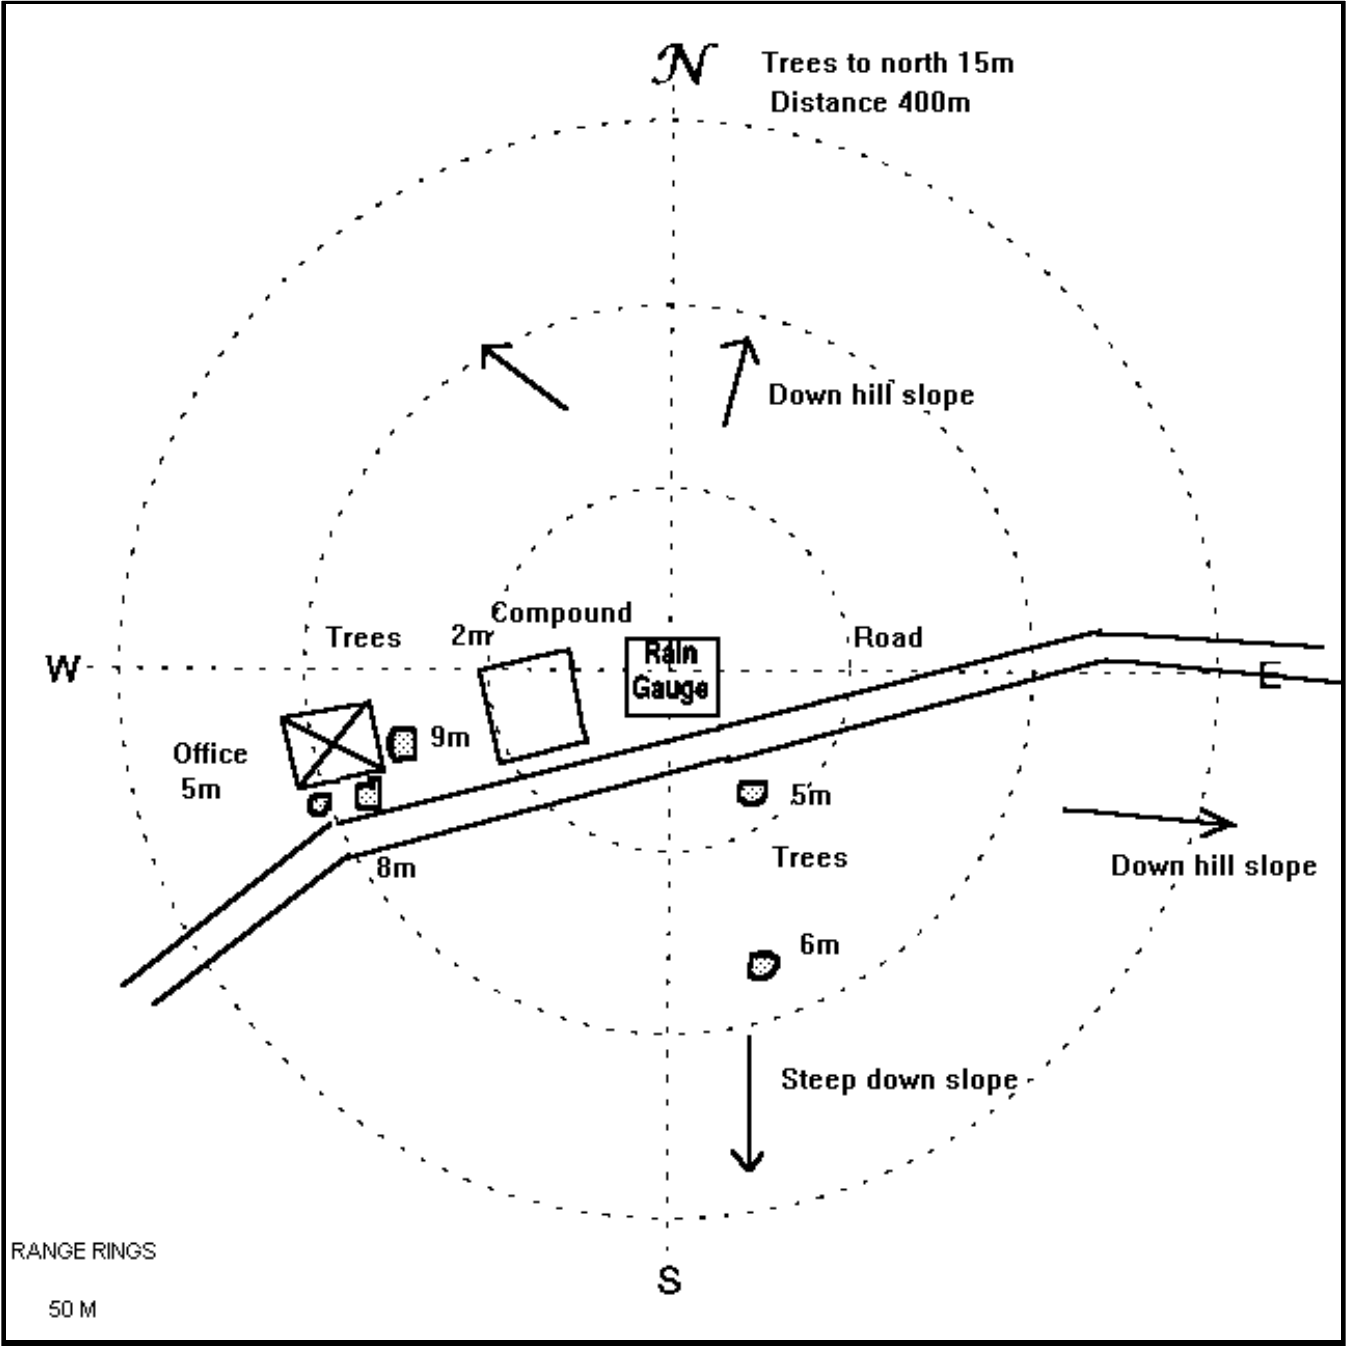 N
Trees to north 15m
Distance 400m
Down hill slope
Compound
2m
Trees
Road
W
Rain
Gauge
E
Office
5m
9m
5m
8m
Trees
Down hill slope
6m
Steep down slope
S
RANGE RINGS
50 M